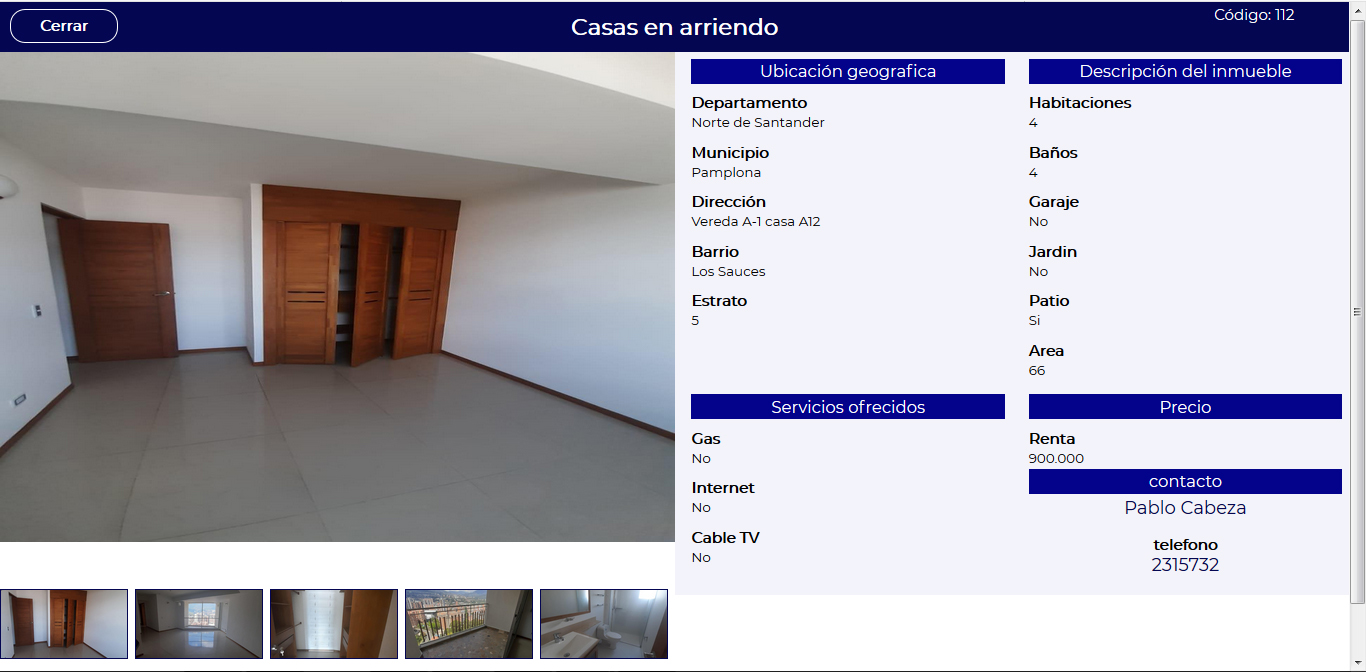 Cerrar
Casas en arriendo
Código: 112
Ubicación geografica
Departamento
Norte de Santander
Municipio
Pamplona
Dirección
Vereda A-1 casa A12
Barrio
Los Sauces
Estrato
5
Descripción del inmueble
Habitaciones
4
Baños
4
Garaje
No
Jardin
No
Patio
Si
Area
66
Servicios ofrecidos
Gas
No
Internet
No
Cable TV
No
Precio
Renta
900.000
contacto
Pablo Cabeza
telefono
2315732